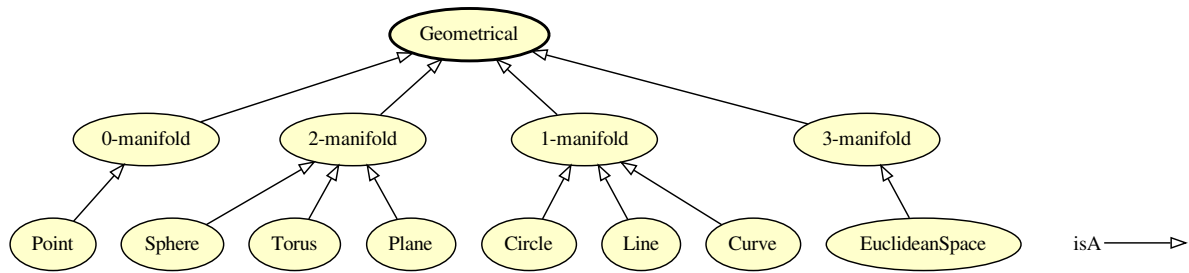 Geometrical
0-manifold
2-manifold
1-manifold
3-manifold
Point
Sphere
Torus
Plane
Circle
Line
Curve
EuclideanSpace
isA